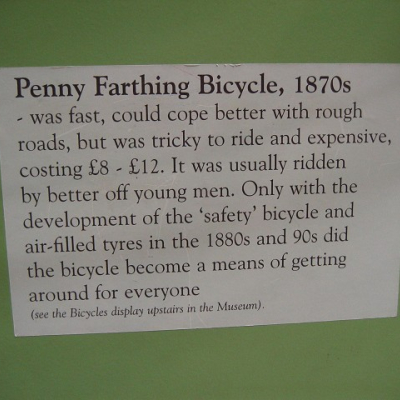 Penny Farthing Bicycle, 1870s
- was fast, could cope better with rough
roads, but was tricky to ride and expensive,
costing £8 - £12. It was usually ridden
by better off young men. Only with the
development of the ‘safety’ bicycle and
air-filled tyres in the 1880s and 90s did
the bicycle become a means of getting
around for everyone
(see the Bicycles display upstairs in the Museum).